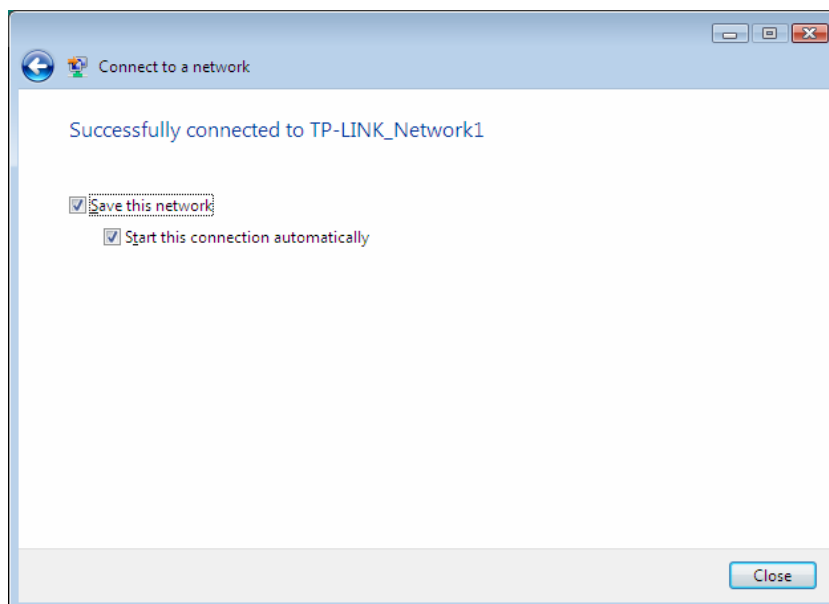 Connect to a network
Successfully connected to TP-LINK_Network1
Save this network
Start this connection automatically
Close